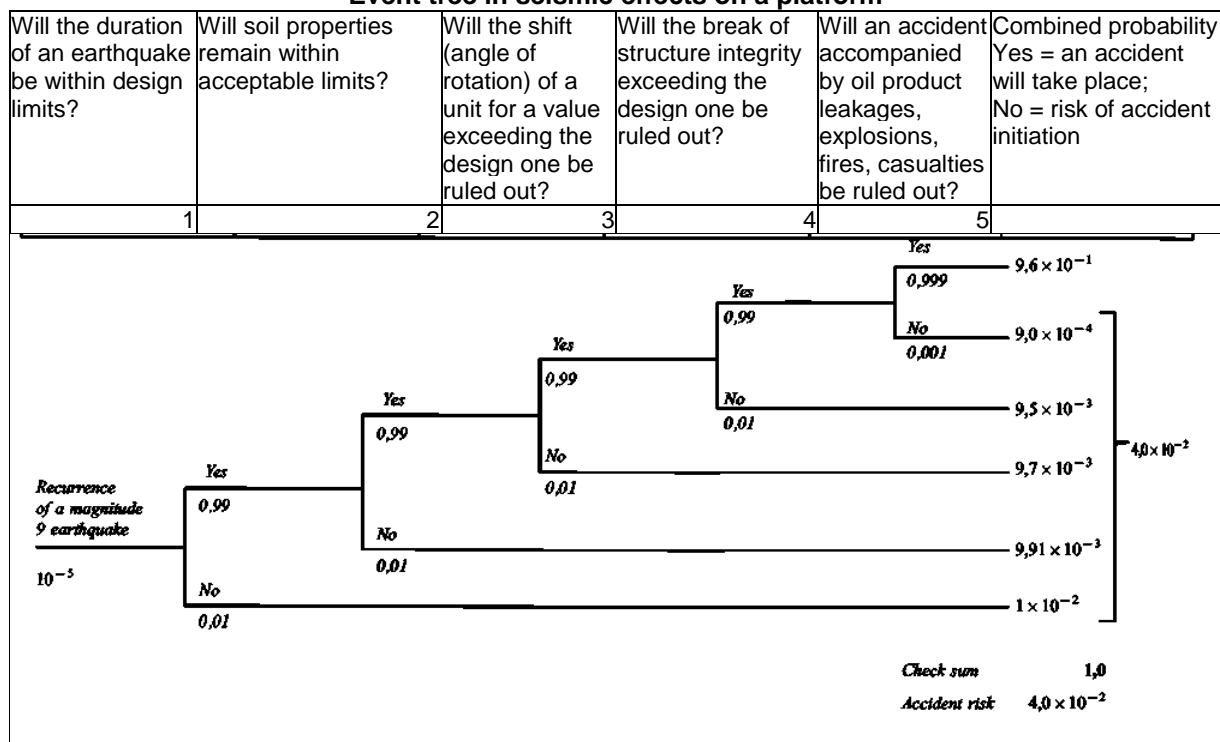 Event tree in seismic effects on a platform
Will the duration
of an earthquake
be within design
limits?
Will soil properties
remain within
acceptable limits?
Will the shift
(angle of
rotation) of a
unit for a value
exceeding the
design one be
ruled out?
Will the break of
structure integrity
exceeding the
design one be
ruled out?
Will an accident
accompanied
by oil product
leakages,
explosions,
fires, casualties
be ruled out?
Combined probability
Yes = an accident
will take place;
No = risk of accident
initiation
1
2
3
4
5
Yes
0,999
9,6 × 10⁻¹
Yes
0,99
No
0,001
9,0 × 10⁻⁴
Yes
0,99
No
0,01
9,5 × 10⁻³
Yes
0,99
No
0,01
9,7 × 10⁻³
4,0 × 10⁻²
Yes
0,99
No
0,01
9,91 × 10⁻³
Recurrence
of a magnitude
9 earthquake
10⁻⁵
No
0,01
1 × 10⁻²
Check sum 1,0
Accident risk 4,0 × 10⁻²